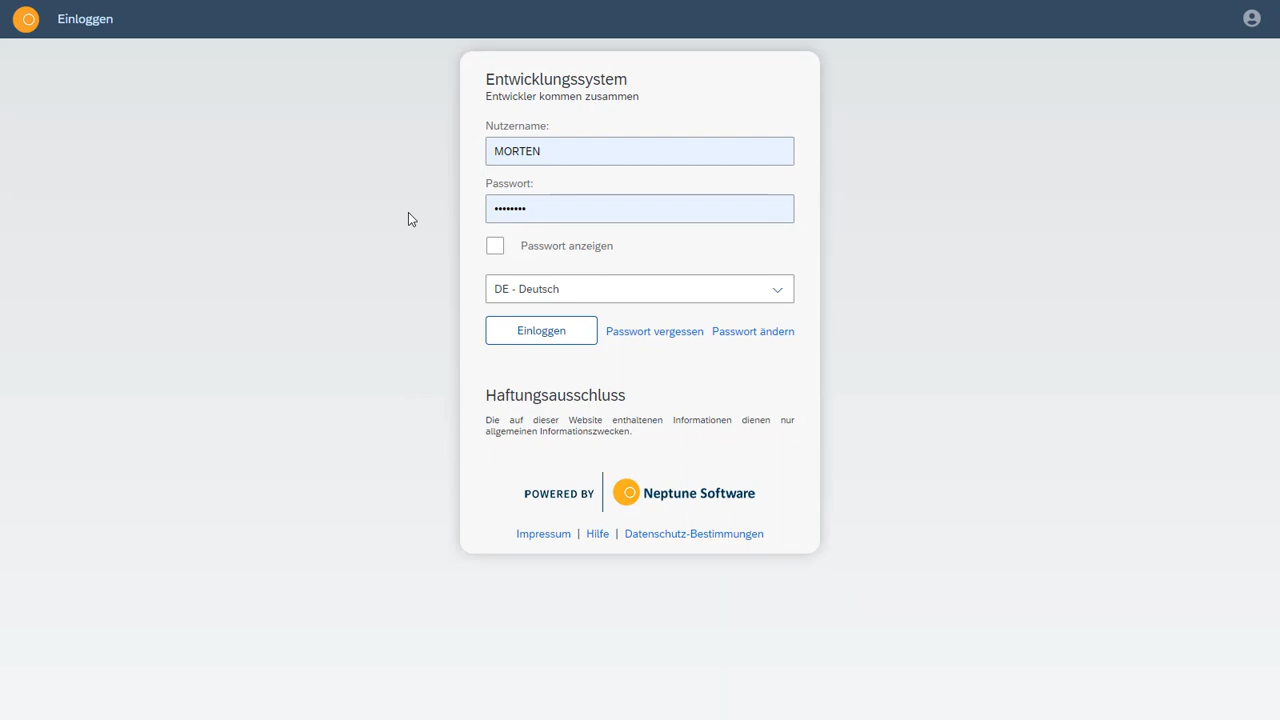 Einloggen
Entwicklungssystem
Entwickler kommen zusammen
Nutzername:
MORTEN
Passwort:
••••••••
Passwort anzeigen
DE - Deutsch
Einloggen Passwort vergessen Passwort ändern
Haftungsausschluss
Die auf dieser Website enthaltenen Informationen dienen nur
allgemeinen Informationszwecken.
POWERED BY Neptune Software
Impressum | Hilfe | Datenschutz-Bestimmungen